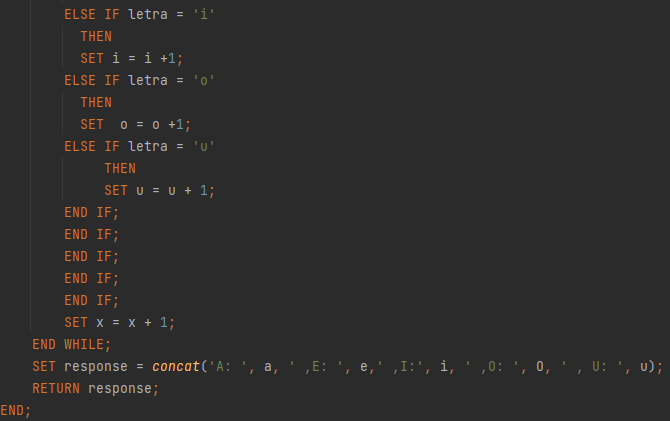 ELSE IF letra = 'i'
THEN
SET i = i +1;
ELSE IF letra = 'o'
THEN
SET  o = o +1;
ELSE IF letra = 'u'
THEN
SET u = u + 1;
END IF;
END IF;
END IF;
END IF;
END IF;
SET x = x + 1;
END WHILE;
SET response = concat('A: ', a, ' ,E: ', e,' ,I:', i, ' ,O: ', O, ' , U: ', u);
RETURN response;
END;